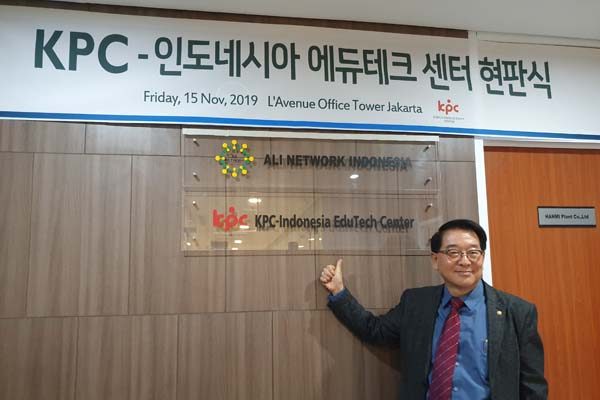 KPC - 인도네시아 에듀테크 센터 현판식
Friday, 15 Nov, 2019 L'Avenue Office Tower Jakarta
kpc
ALI NETWORK INDONESIA
kpc KPC-Indonesia EduTech Center
HANMI Plant Co.,Ltd